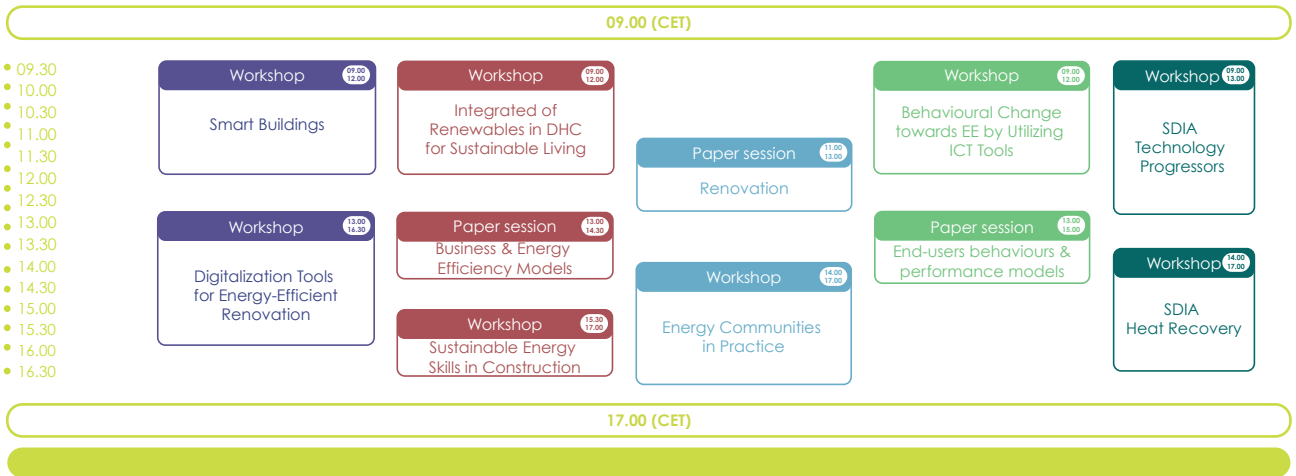 09.00 (CET)
09.30
10.00
10.30
11.00
11.30
12.00
12.30
13.00
13.30
14.00
14.30
15.00
15.30
16.00
16.30
Workshop
09.00
12.00
Smart Buildings
Workshop
13.00
16.30
Digitalization Tools
for Energy-Efficient
Renovation
Workshop
09.00
12.00
Integrated of
Renewables in DHC
for Sustainable Living
Paper session
13.00
14.30
Business & Energy
Efficiency Models
Workshop
15.30
17.00
Sustainable Energy
Skills in Construction
Paper session
11.00
13.00
Renovation
Workshop
14.00
17.00
Energy Communities
in Practice
Workshop
09.00
12.00
Behavioural Change
towards EE by Utilizing
ICT Tools
Paper session
13.00
15.00
End-users behaviours &
performance models
Workshop
09.00
13.00
SDIA
Technology
Progressors
Workshop
14.00
17.00
SDIA
Heat Recovery
17.00 (CET)